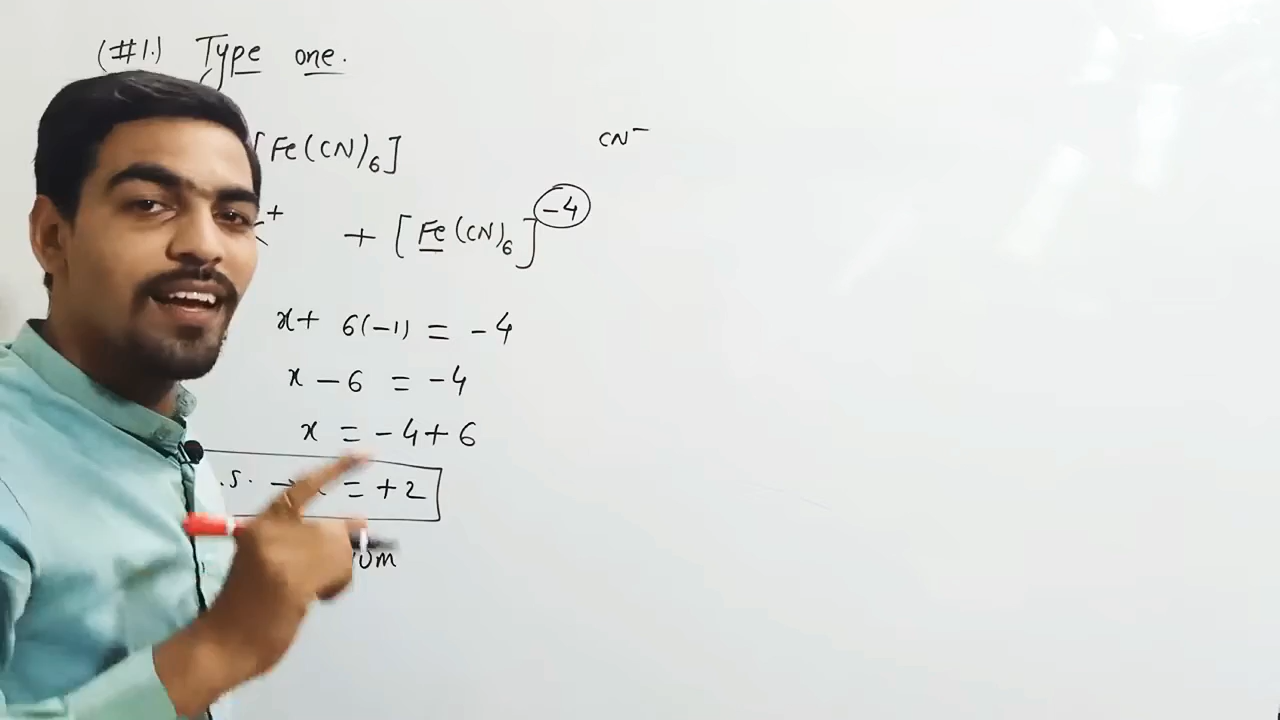 (#1.) Type one.
[Fe(CN)6]
CN⁻
+ + [Fe(CN)6]⁻⁴
x + 6(-1) = -4
x - 6 = -4
x = -4 + 6
.s. → = +2